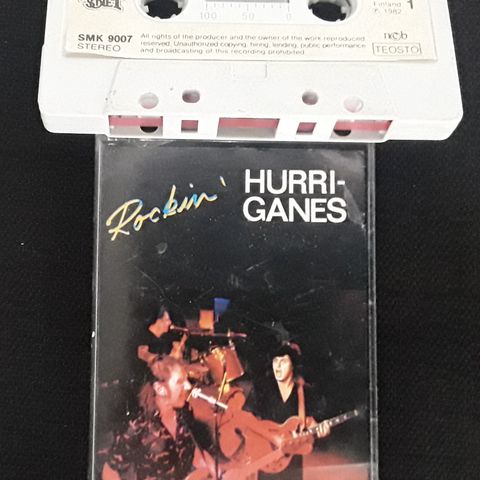 100 50 0
SMK 9007
STEREO
All rights of the producer and the owner of the work reproduced
reserved. Unauthorized copying, hiring, lending, public performance
and broadcasting of this recording prohibited.
Finland
℗ 1982
1
ncb
TEOSTO
Rockin'
HURRI-
GANES